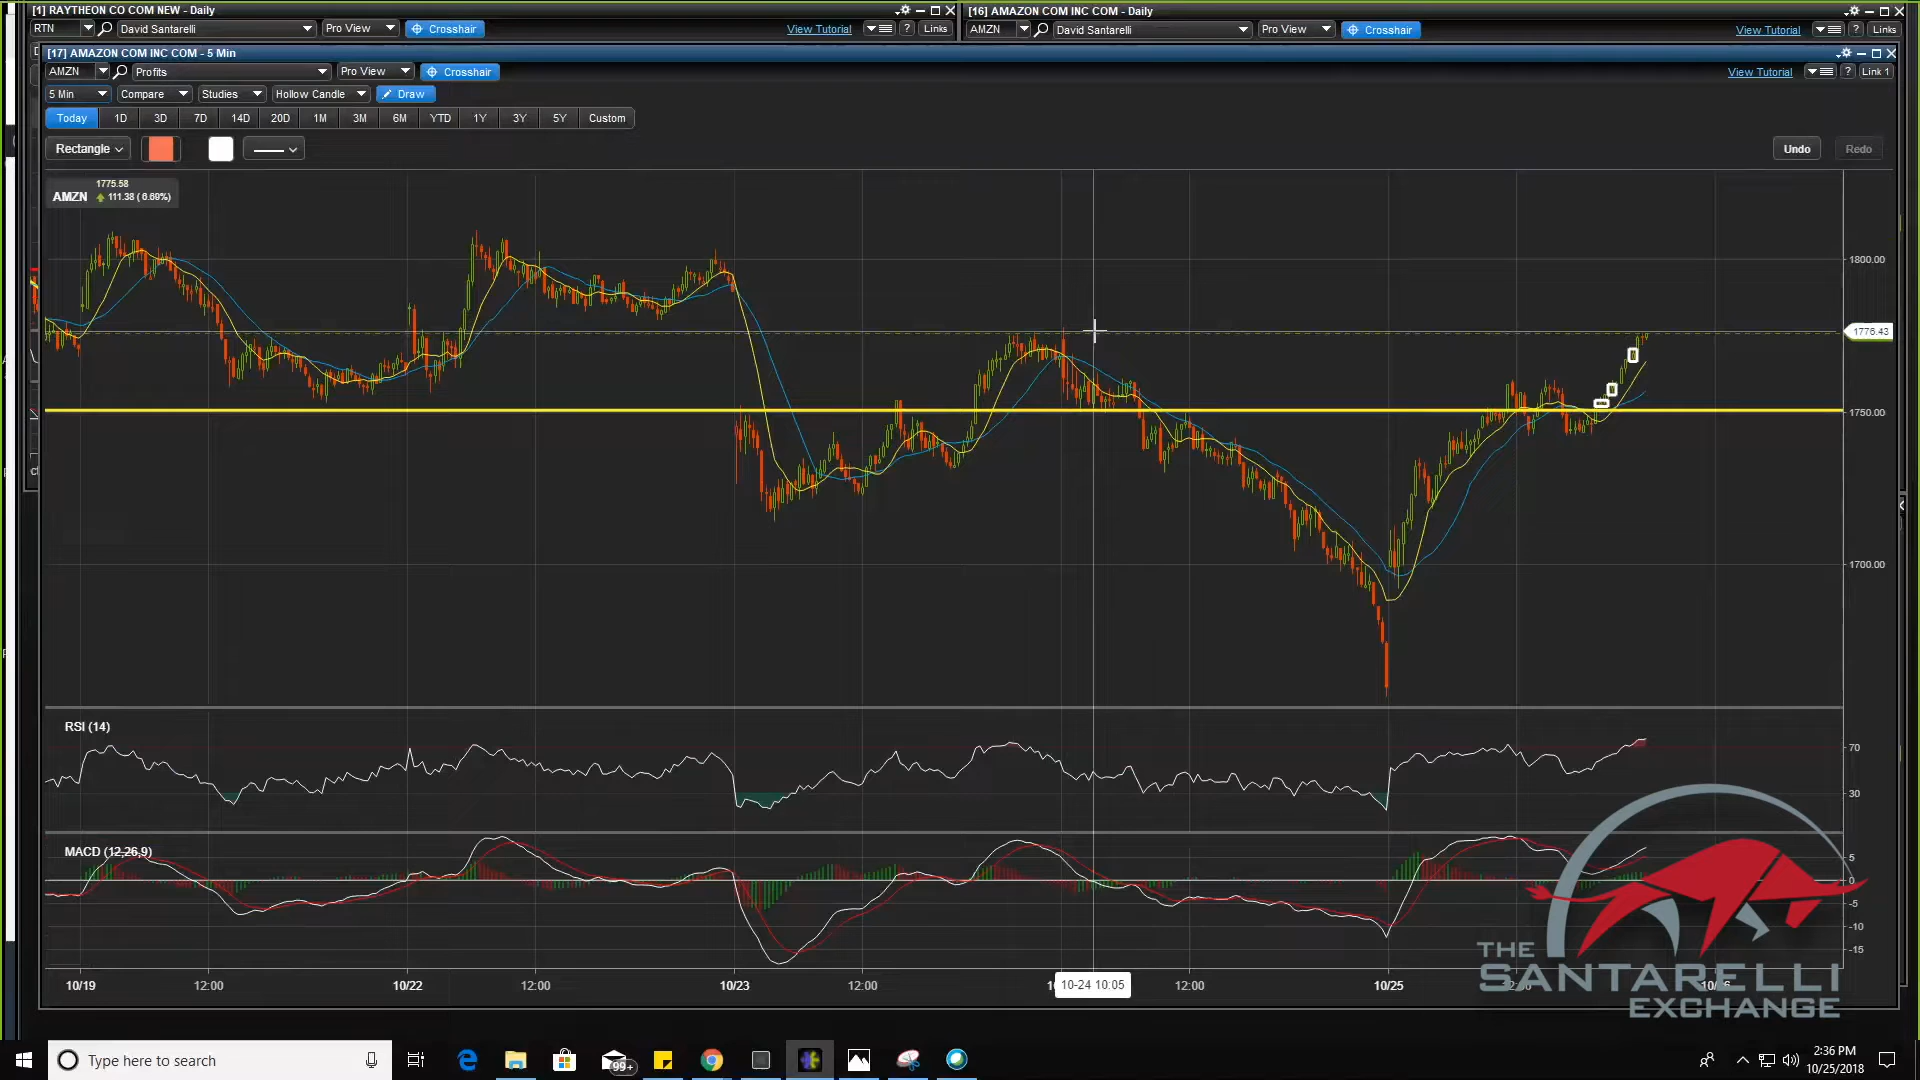 [1] RAYTHEON CO COM NEW - Daily
[16] AMAZON COM INC COM - Daily
RTN David Santarelli Pro View Crosshair View Tutorial ? Links
AMZN David Santarelli Pro View Crosshair View Tutorial ? Links
[17] AMAZON COM INC COM - 5 Min
AMZN Profits Pro View Crosshair View Tutorial ? Link 1
5 Min Compare Studies Hollow Candle Draw
Today 1D 3D 7D 14D 20D 1M 3M 6M YTD 1Y 3Y 5Y Custom
Rectangle Undo Redo
1775.58
AMZN 111.38 (6.69%)
1800.00
1776.43
1750.00
1700.00
RSI (14)
70
30
MACD (12,26,9)
5
0
-5
-10
-15
10/19 12:00 10/22 12:00 10/23 12:00 10-24 10:05 12:00 10/25
THE
SANTARELLI
EXCHANGE
Type here to search
99+
2:36 PM
10/25/2018